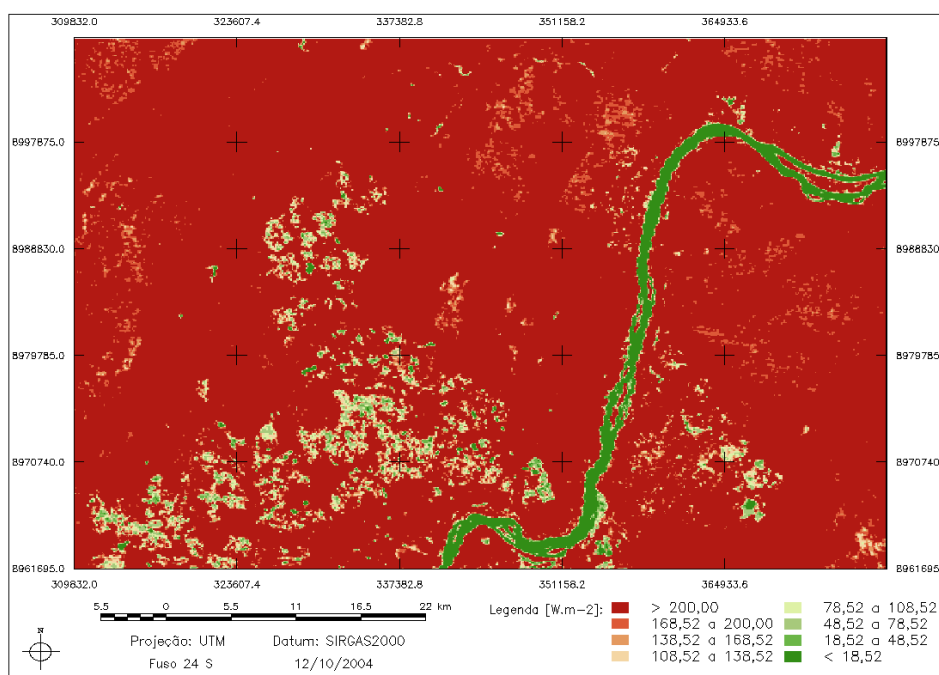 309832.0 323607.4 337382.8 351158.2 364933.6
8997875 8997875
8988830.0 8988830.0
8979785.0 8979785.0
8970740.0 8970740.0
8961695.0 8961695.0
309832.0 323607.4 337382.8 351158.2 364933.6
5.5 0 5.5 11 16.5 22 km
Legenda [W.m-2]:
> 200,00
168,52 a 200,00
138,52 a 168,52
108,52 a 138,52
78,52 a 108,52
48,52 a 78,52
18,52 a 48,52
< 18,52
N
Projeção: UTM Datum: SIRGAS2000
Fuso 24 S 12/10/2004